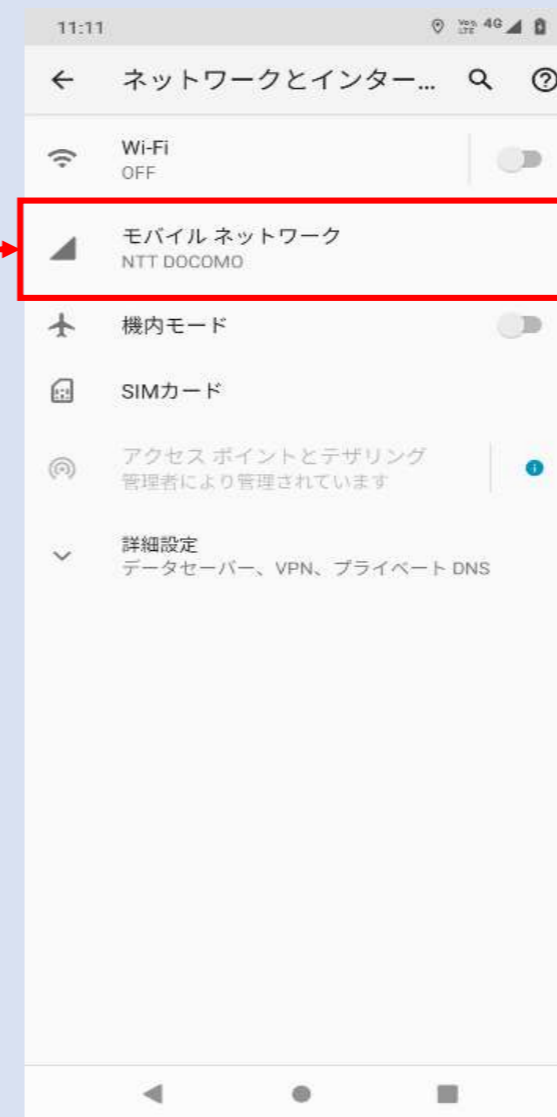 11:11
VoLTE 4G
ネットワークとインター...
Wi-Fi
OFF
モバイル ネットワーク
NTT DOCOMO
機内モード
SIMカード
アクセス ポイントとテザリング
管理者により管理されています
詳細設定
データセーバー、VPN、プライベート DNS